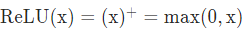 ReLU(x) = (x)⁺ = max(0, x)